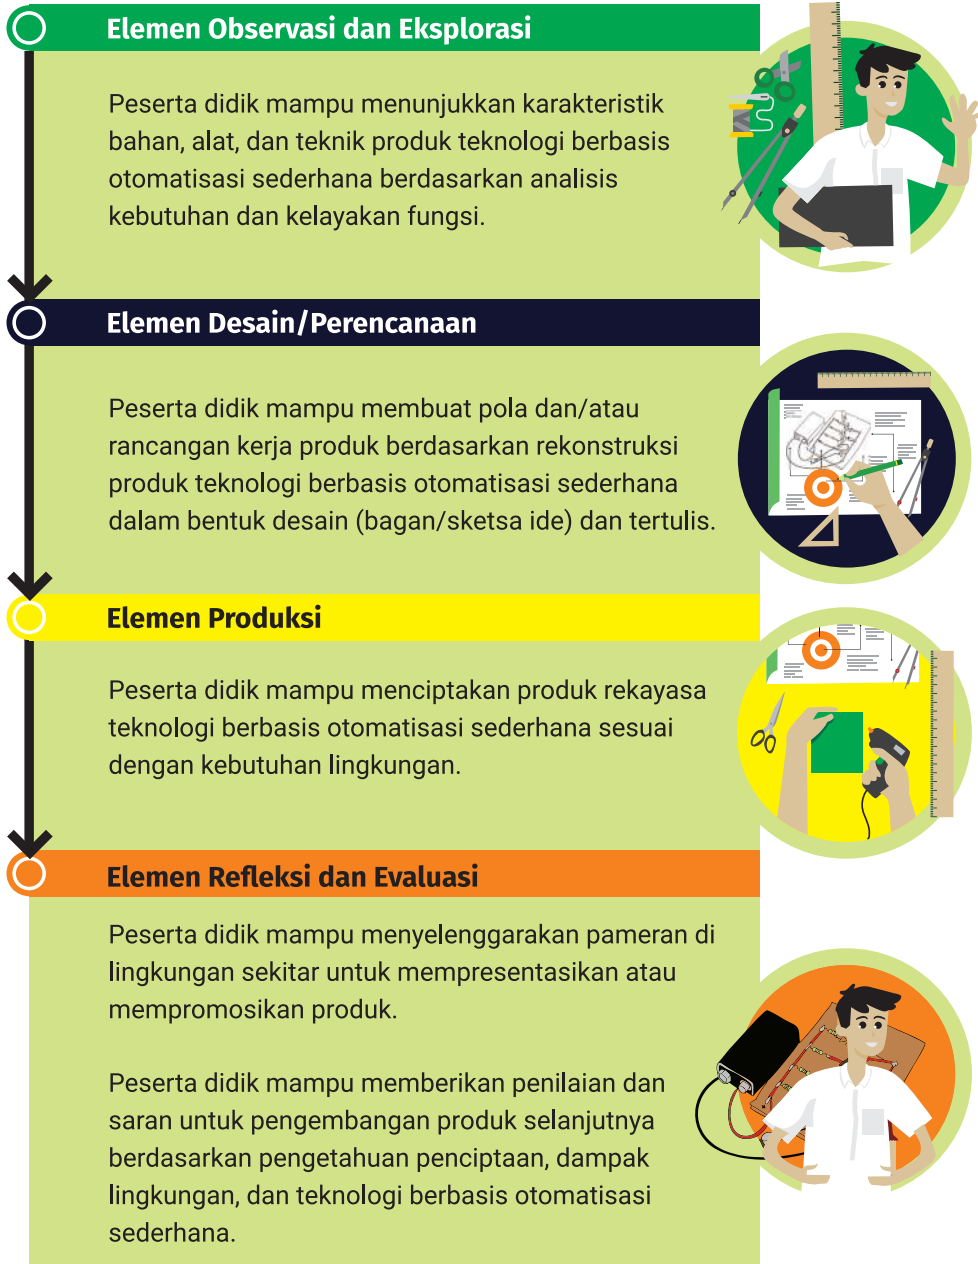 Elemen Observasi dan Eksplorasi
Peserta didik mampu menunjukkan karakteristik
bahan, alat, dan teknik produk teknologi berbasis
otomatisasi sederhana berdasarkan analisis
kebutuhan dan kelayakan fungsi.
Elemen Desain/Perencanaan
Peserta didik mampu membuat pola dan/atau
rancangan kerja produk berdasarkan rekonstruksi
produk teknologi berbasis otomatisasi sederhana
dalam bentuk desain (bagan/sketsa ide) dan tertulis.
Elemen Produksi
Peserta didik mampu menciptakan produk rekayasa
teknologi berbasis otomatisasi sederhana sesuai
dengan kebutuhan lingkungan.
Elemen Refleksi dan Evaluasi
Peserta didik mampu menyelenggarakan pameran di
lingkungan sekitar untuk mempresentasikan atau
mempromosikan produk.
Peserta didik mampu memberikan penilaian dan
saran untuk pengembangan produk selanjutnya
berdasarkan pengetahuan penciptaan, dampak
lingkungan, dan teknologi berbasis otomatisasi
sederhana.